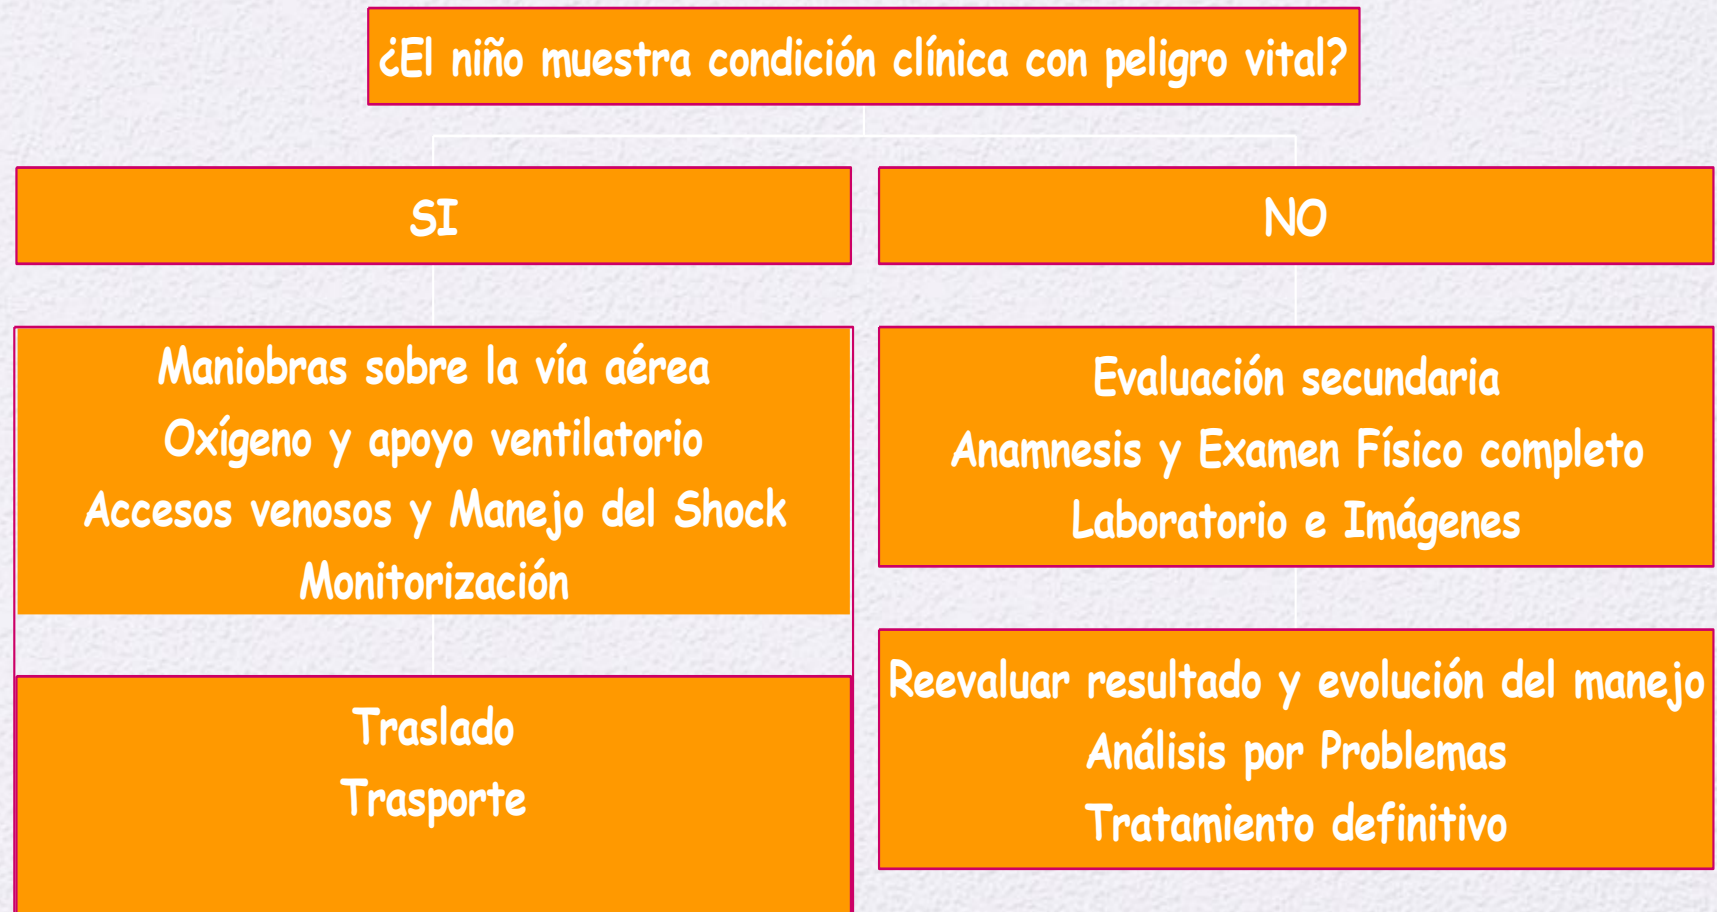 ¿El niño muestra condición clínica con peligro vital?
SI
NO
Maniobras sobre la vía aérea
Oxígeno y apoyo ventilatorio
Accesos venosos y Manejo del Shock
Monitorización
Evaluación secundaria
Anamnesis y Examen Físico completo
Laboratorio e Imágenes
Traslado
Trasporte
Reevaluar resultado y evolución del manejo
Análisis por Problemas
Tratamiento definitivo